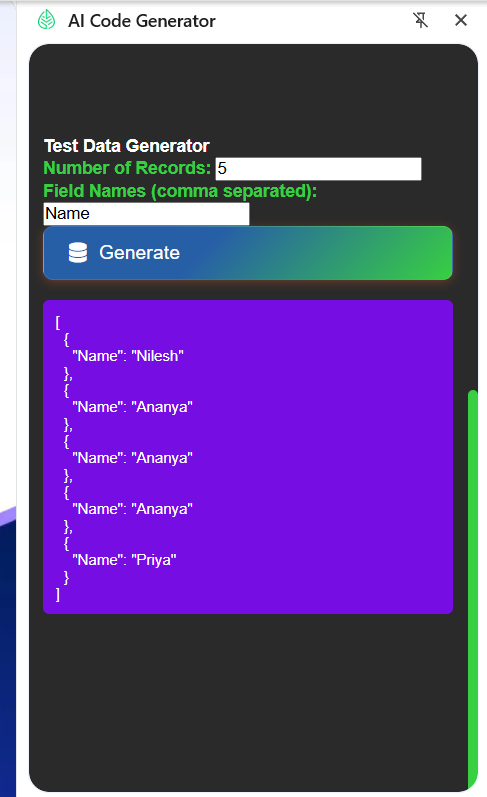 AI Code Generator
Test Data Generator
Number of Records: 5
Field Names (comma separated):
Name
Generate
[
  {
    "Name": "Nilesh"
  },
  {
    "Name": "Ananya"
  },
  {
    "Name": "Ananya"
  },
  {
    "Name": "Ananya"
  },
  {
    "Name": "Priya"
  }
]